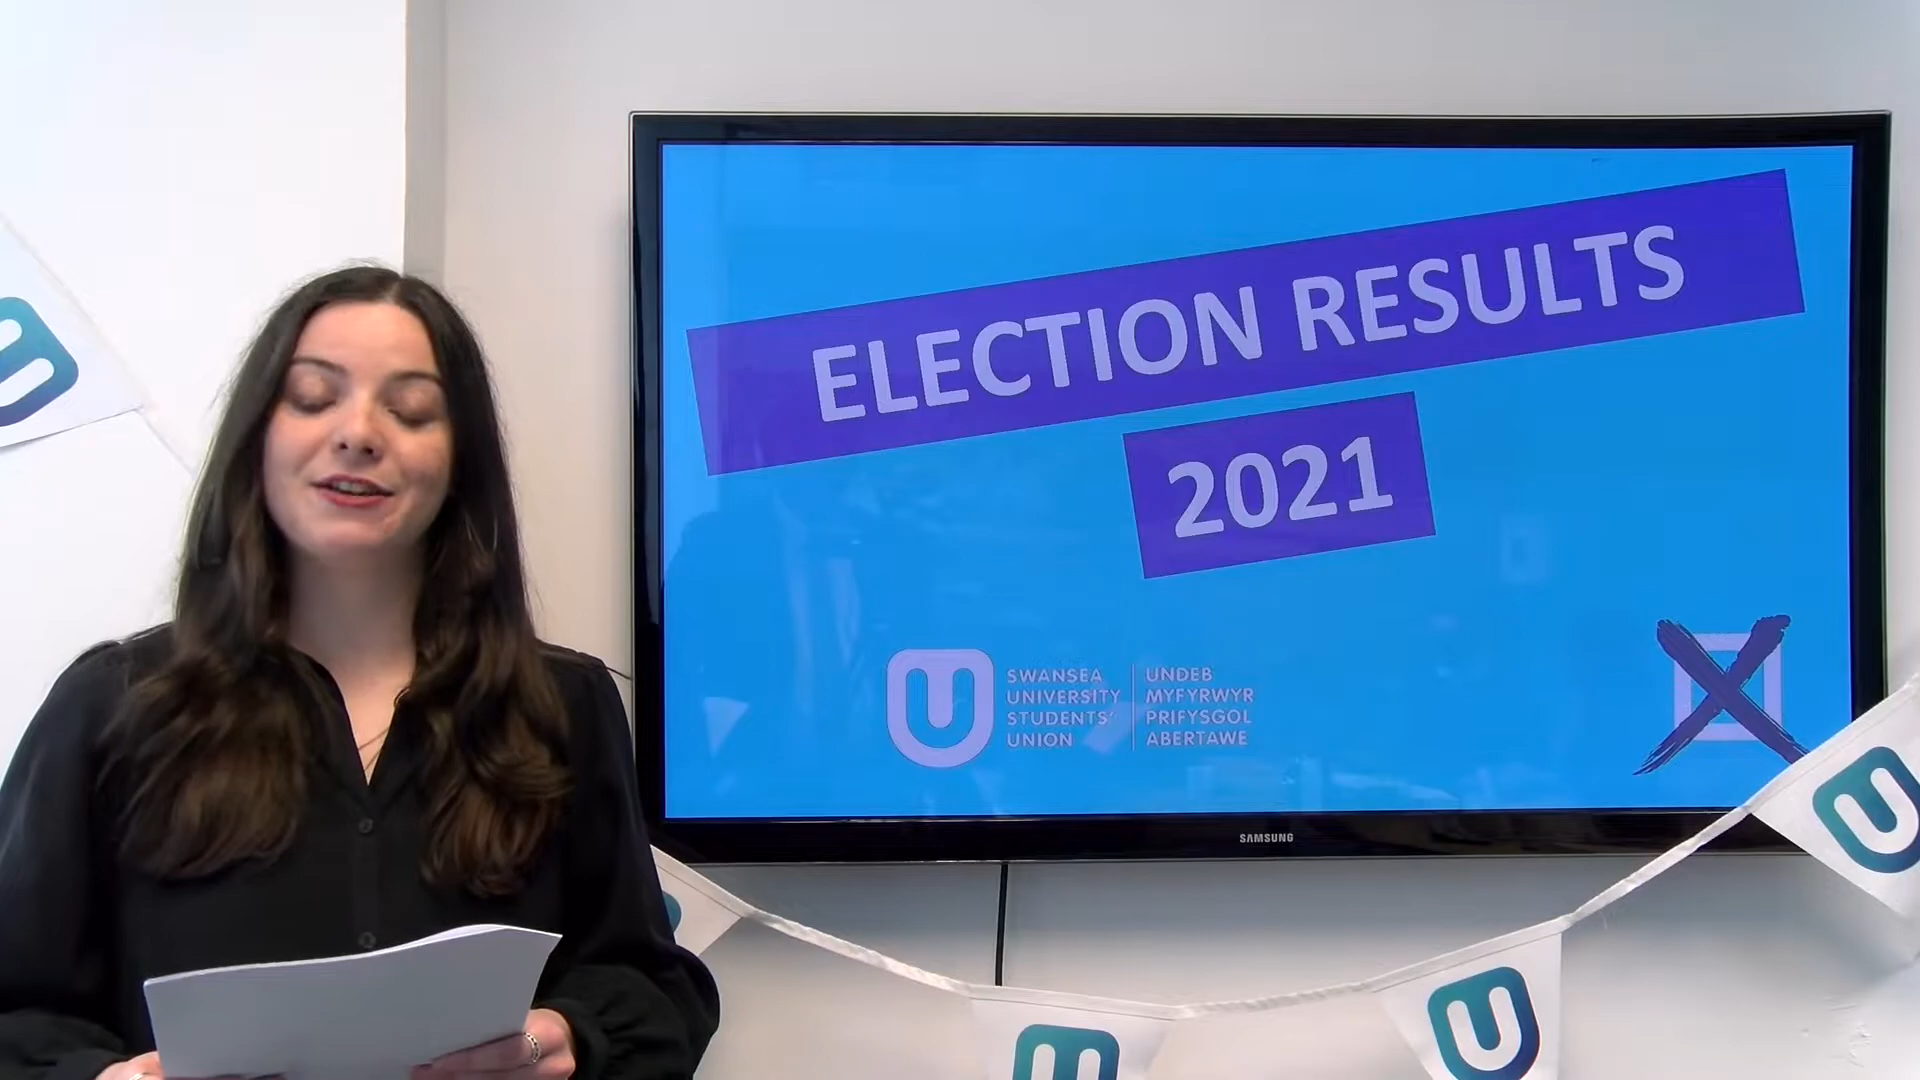 ELECTION RESULTS
2021
SWANSEA
UNIVERSITY
STUDENTS'
UNION
UNDEB
MYFYRWYR
PRIFYSGOL
ABERTAWE
SAMSUNG